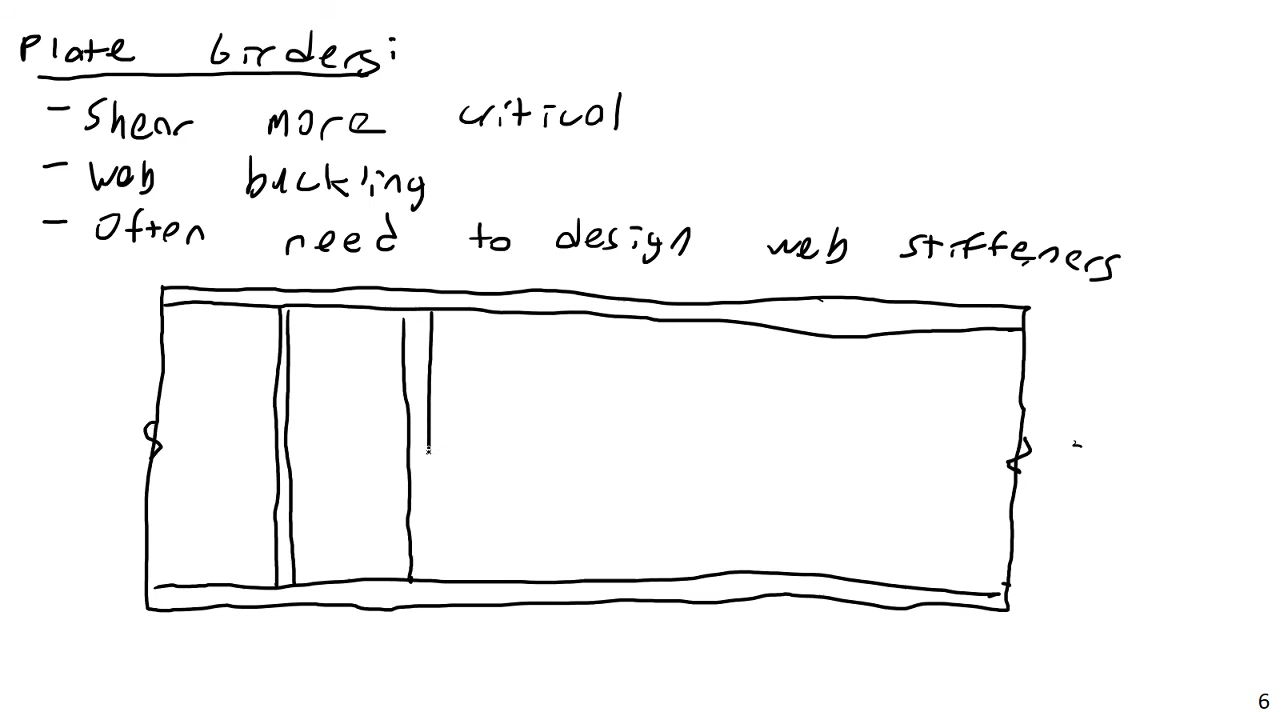 Plate Girders:
- Shear more critical
- Web buckling
- Often need to design web stiffeners
6